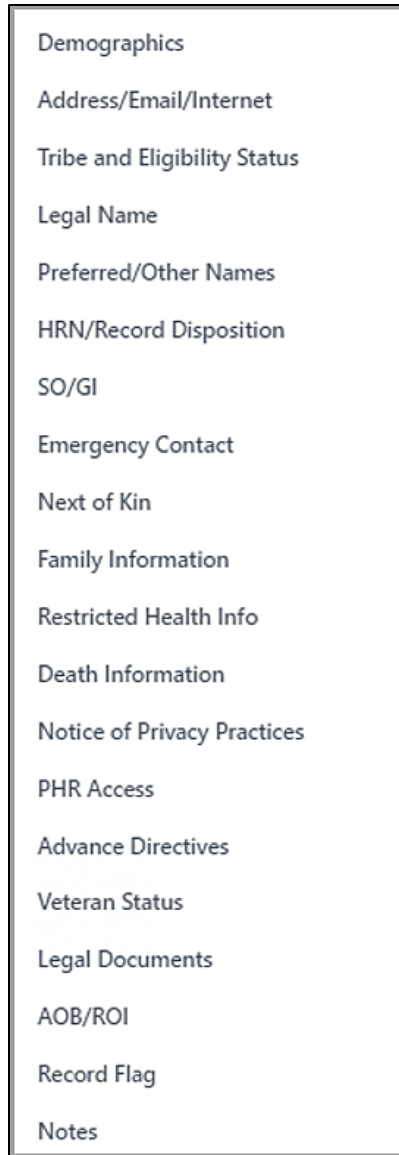 Demographics
Address/Email/Internet
Tribe and Eligibility Status
Legal Name
Preferred/Other Names
HRN/Record Disposition
SO/GI
Emergency Contact
Next of Kin
Family Information
Restricted Health Info
Death Information
Notice of Privacy Practices
PHR Access
Advance Directives
Veteran Status
Legal Documents
AOB/ROI
Record Flag
Notes